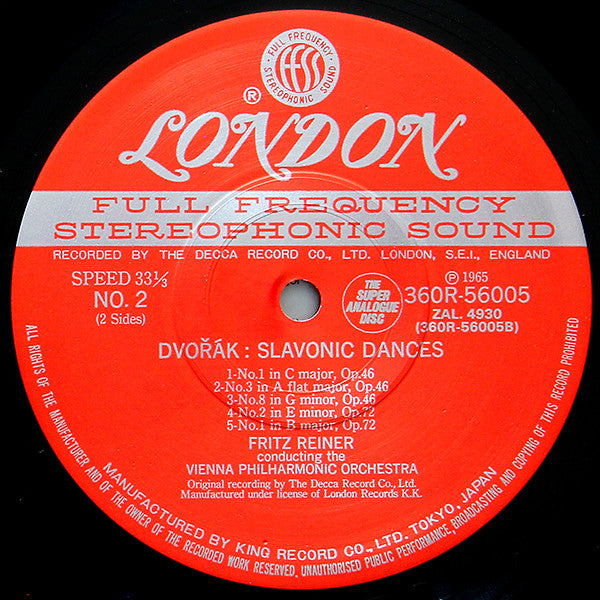 FULL FREQUENCY
ffss
STEREOPHONIC SOUND
® LONDON
FULL FREQUENCY
STEREOPHONIC SOUND
RECORDED BY THE DECCA RECORD CO., LTD. LONDON, S.E.I., ENGLAND
SPEED 33⅓
NO. 2
(2 Sides)
THE
SUPER
ANALOGUE
DISC
℗ 1965
360R-56005
ZAL. 4930
(360R-56005B)
DVOŘÁK : SLAVONIC DANCES
1-No.1 in C major, Op.46
2-No.3 in A flat major, Op.46
3-No.8 in G minor, Op.46
4-No.2 in E minor, Op.72
5-No.1 in B major, Op.72
FRITZ REINER
conducting the
VIENNA PHILHARMONIC ORCHESTRA
Original recording by The Decca Record Co., Ltd.
Manufactured under license of London Records K.K.
MANUFACTURED BY KING RECORD CO., LTD. TOKYO, JAPAN
ALL RIGHTS OF THE MANUFACTURER AND OF THE OWNER OF THE RECORDED WORK RESERVED. UNAUTHORISED PUBLIC PERFORMANCE, BROADCASTING AND COPYING OF THIS RECORD PROHIBITED